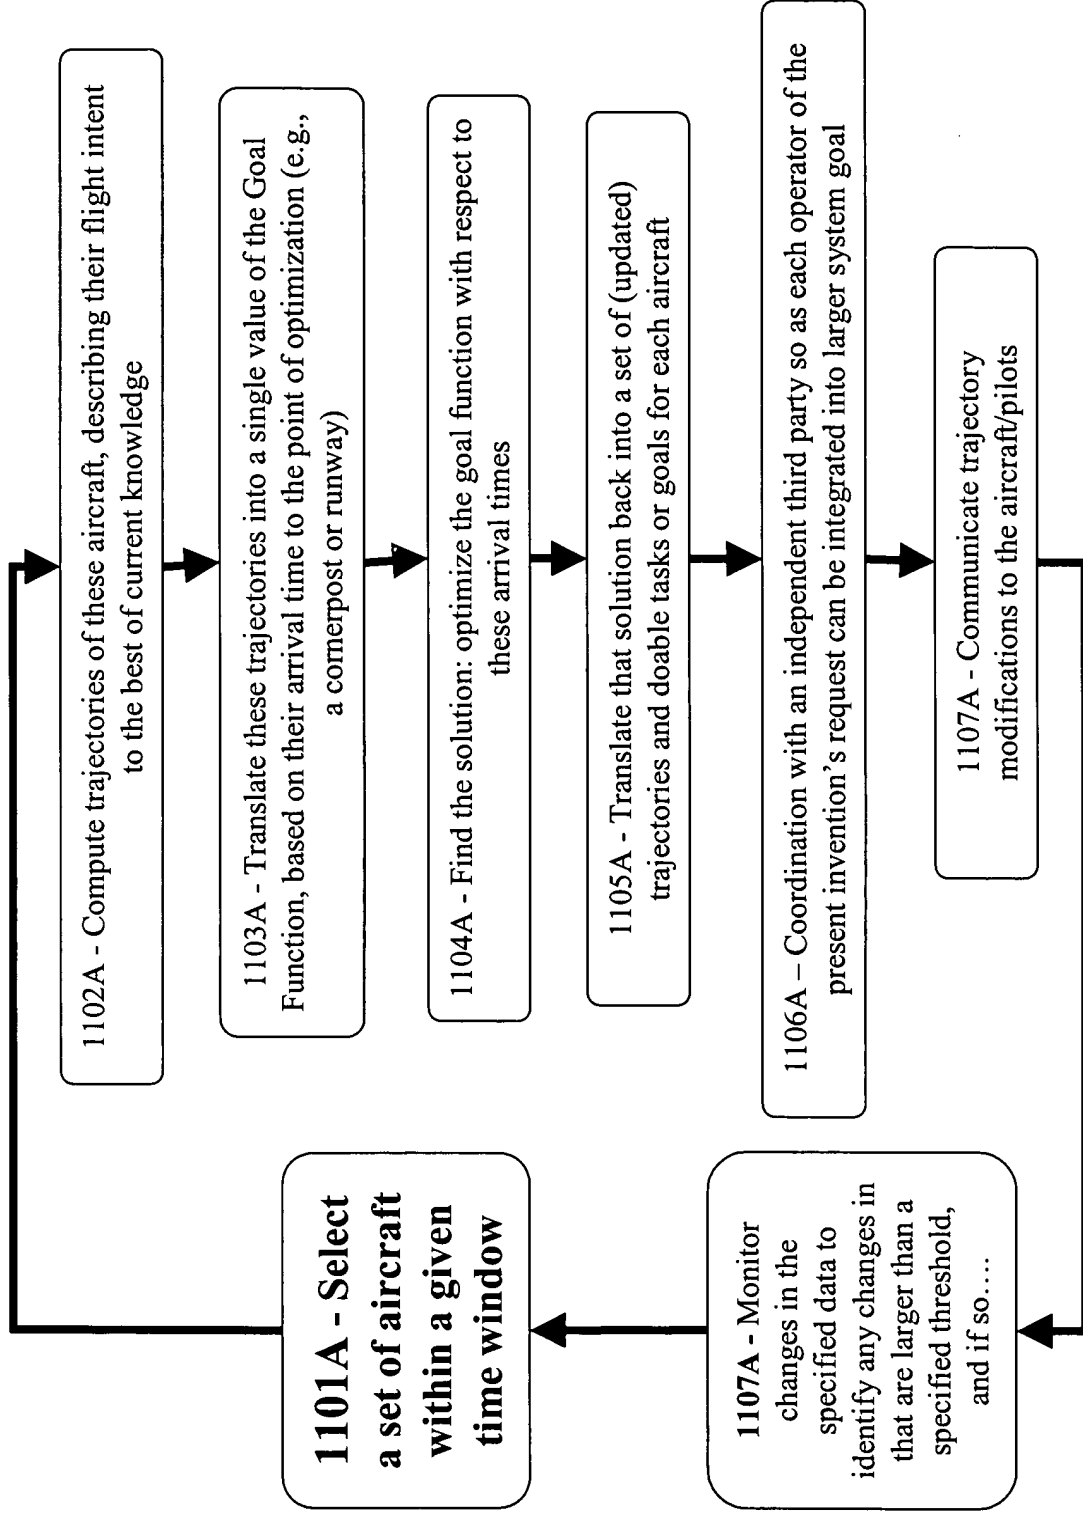 1101A - Select
a set of aircraft
within a given
time window
1102A - Compute trajectories of these aircraft, describing their flight intent
to the best of current knowledge
1103A - Translate these trajectories into a single value of the Goal
Function, based on their arrival time to the point of optimization (e.g.,
a cornerpost or runway)
1104A - Find the solution: optimize the goal function with respect to
these arrival times
1105A - Translate that solution back into a set of (updated)
trajectories and doable tasks or goals for each aircraft
1106A – Coordination with an independent third party so as each operator of the
present invention’s request can be integrated into larger system goal
1107A - Communicate trajectory
modifications to the aircraft/pilots
1107A - Monitor
changes in the
specified data to
identify any changes in
that are larger than a
specified threshold,
and if so….